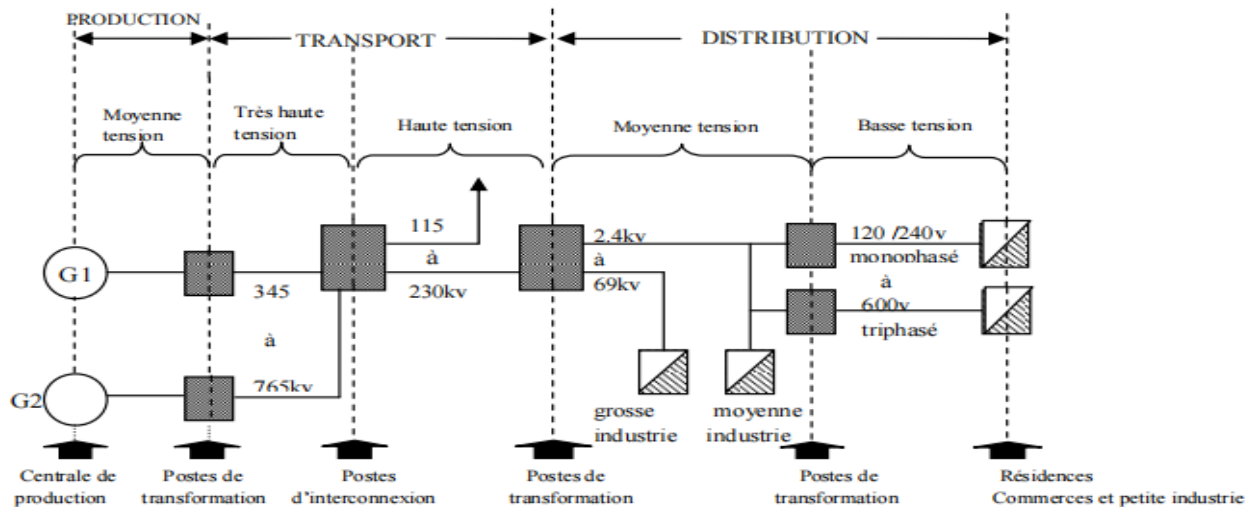 PRODUCTION
TRANSPORT
DISTRIBUTION
Moyenne
tension
Très haute
tension
Haute tension
Moyenne tension
Basse tension
G1
G2
345
à
765kv
115
à
230kv
2.4kv
à
69kv
120 /240v
monophasé
à
600v
triphasé
grosse
industrie
moyenne
industrie
Centrale de
production
Postes de
transformation
Postes
d'interconnexion
Postes de
transformation
Postes de
transformation
Résidences
Commerces et petite industrie